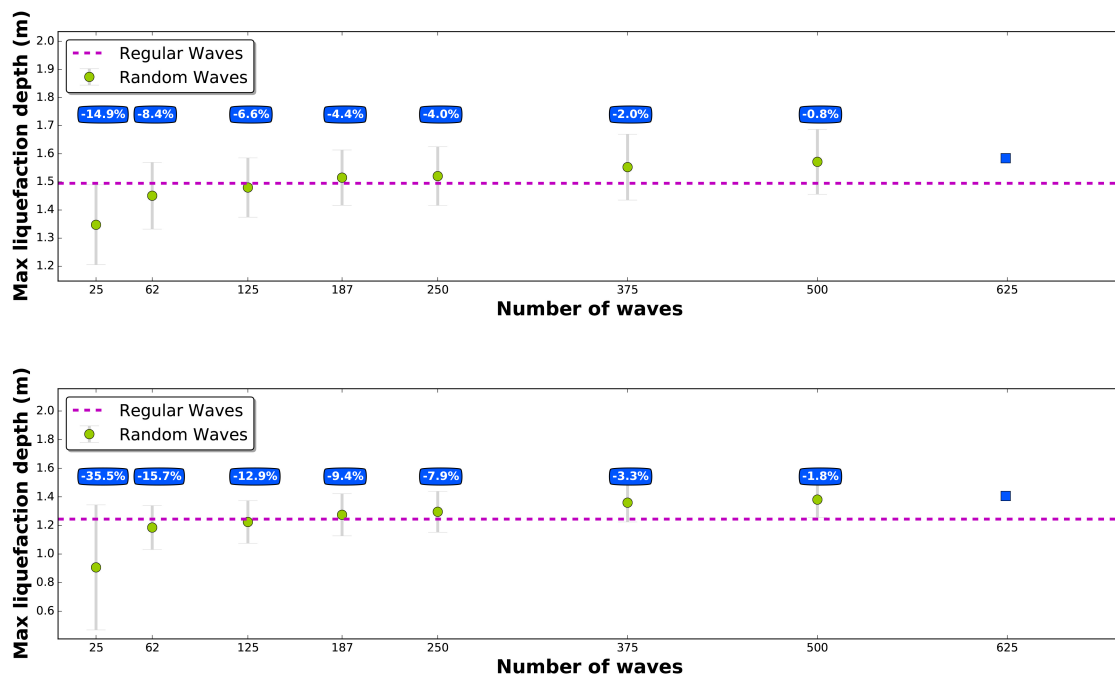 Max liquefaction depth (m)
2.0
1.9
1.8
1.7
1.6
1.5
1.4
1.3
1.2
Regular Waves
Random Waves
-14.9% -8.4% -6.6% -4.4% -4.0% -2.0% -0.8%
25 62 125 187 250 375 500 625
Number of waves
Max liquefaction depth (m)
2.0
1.8
1.6
1.4
1.2
1.0
0.8
0.6
Regular Waves
Random Waves
-35.5% -15.7% -12.9% -9.4% -7.9% -3.3% -1.8%
25 62 125 187 250 375 500 625
Number of waves